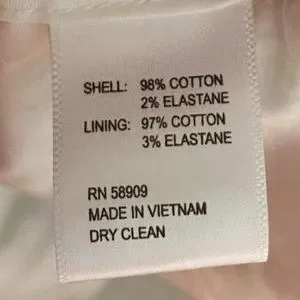 SHELL: 98% COTTON
2% ELASTANE
LINING: 97% COTTON
3% ELASTANE
RN 58909
MADE IN VIETNAM
DRY CLEAN